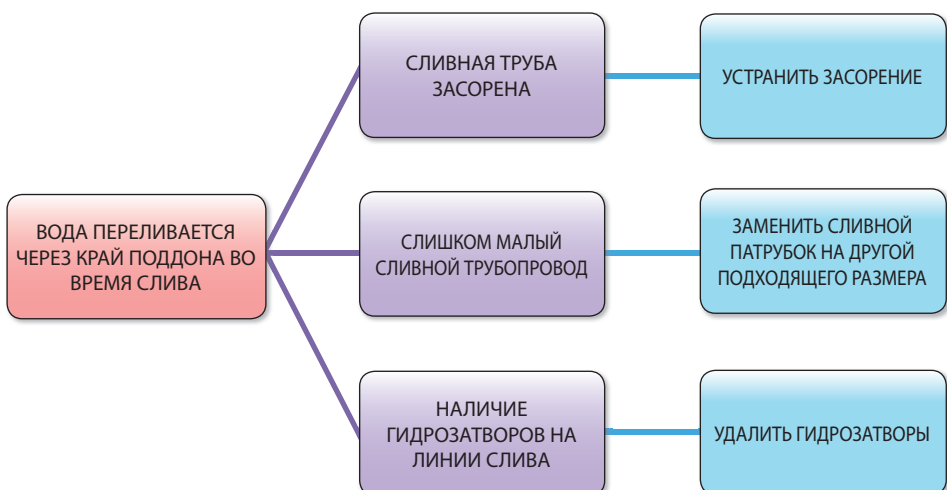 СЛИВНАЯ ТРУБА
ЗАСОРЕНА
УСТРАНИТЬ ЗАСОРЕНИЕ
ВОДА ПЕРЕЛИВАЕТСЯ
ЧЕРЕЗ КРАЙ ПОДДОНА ВО
ВРЕМЯ СЛИВА
СЛИШКОМ МАЛЫЙ
СЛИВНОЙ ТРУБОПРОВОД
ЗАМЕНИТЬ СЛИВНОЙ
ПАТРУБОК НА ДРУГОЙ
ПОДХОДЯЩЕГО РАЗМЕРА
НАЛИЧИЕ
ГИДРОЗАТВОРОВ НА
ЛИНИИ СЛИВА
УДАЛИТЬ ГИДРОЗАТВОРЫ